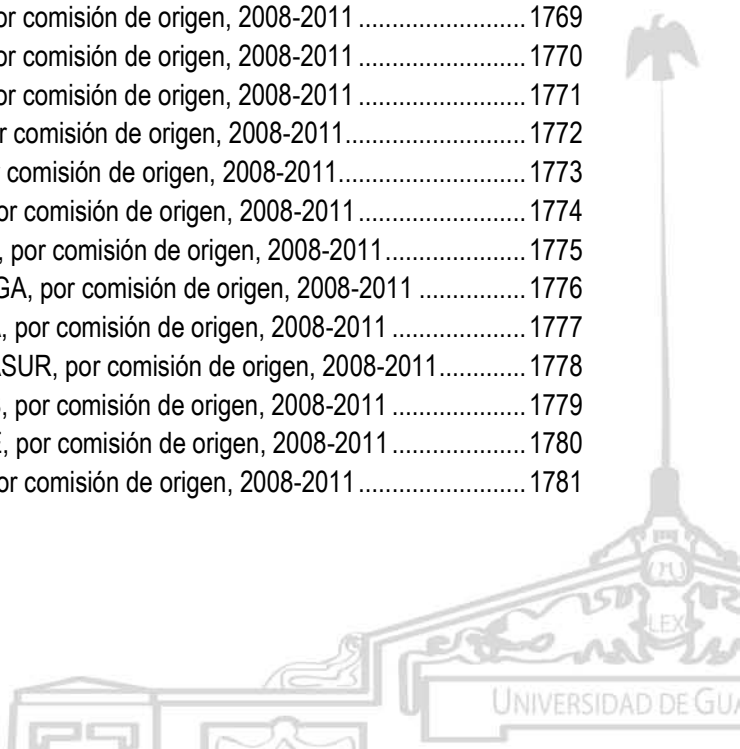 or comisión de origen, 2008-2011 ........................ 1769
or comisión de origen, 2008-2011 ........................ 1770
or comisión de origen, 2008-2011 ........................ 1771
r comisión de origen, 2008-2011.......................... 1772
comisión de origen, 2008-2011........................... 1773
or comisión de origen, 2008-2011 ........................ 1774
, por comisión de origen, 2008-2011.................... 1775
GA, por comisión de origen, 2008-2011 ................ 1776
, por comisión de origen, 2008-2011 ................... 1777
ASUR, por comisión de origen, 2008-2011............. 1778
, por comisión de origen, 2008-2011 ................... 1779
E, por comisión de origen, 2008-2011 ................... 1780
or comisión de origen, 2008-2011 ........................ 1781
LEX
UNIVERSIDAD DE GUA